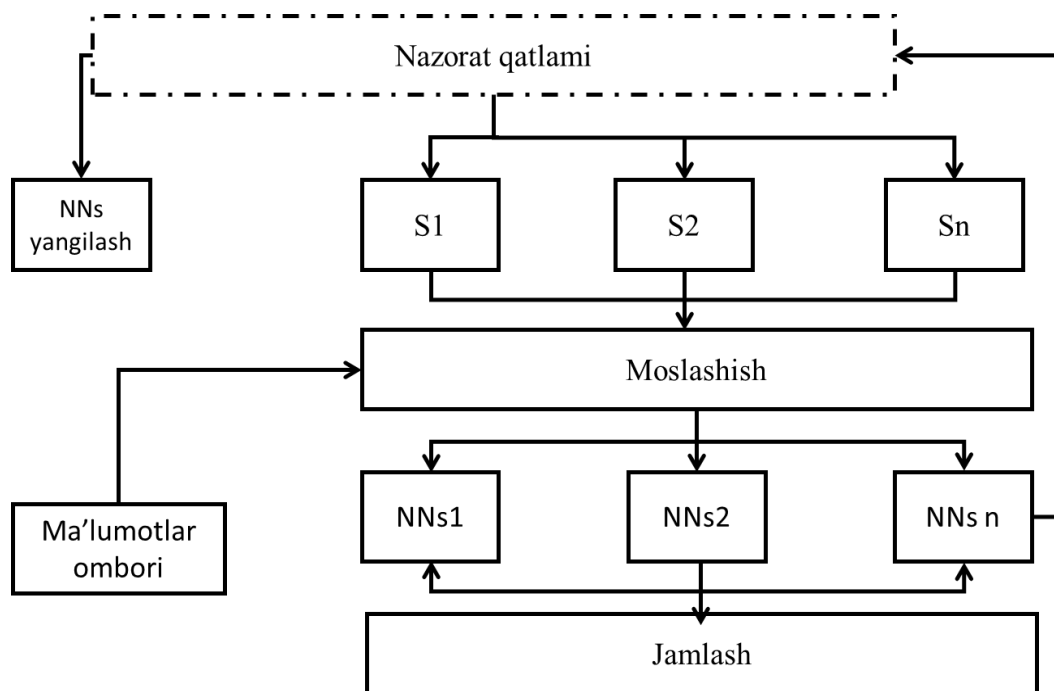 Nazorat qatlami
NNs
yangilash
S1
S2
Sn
Moslashish
Ma’lumotlar
ombori
NNs1
NNs2
NNs n
Jamlash